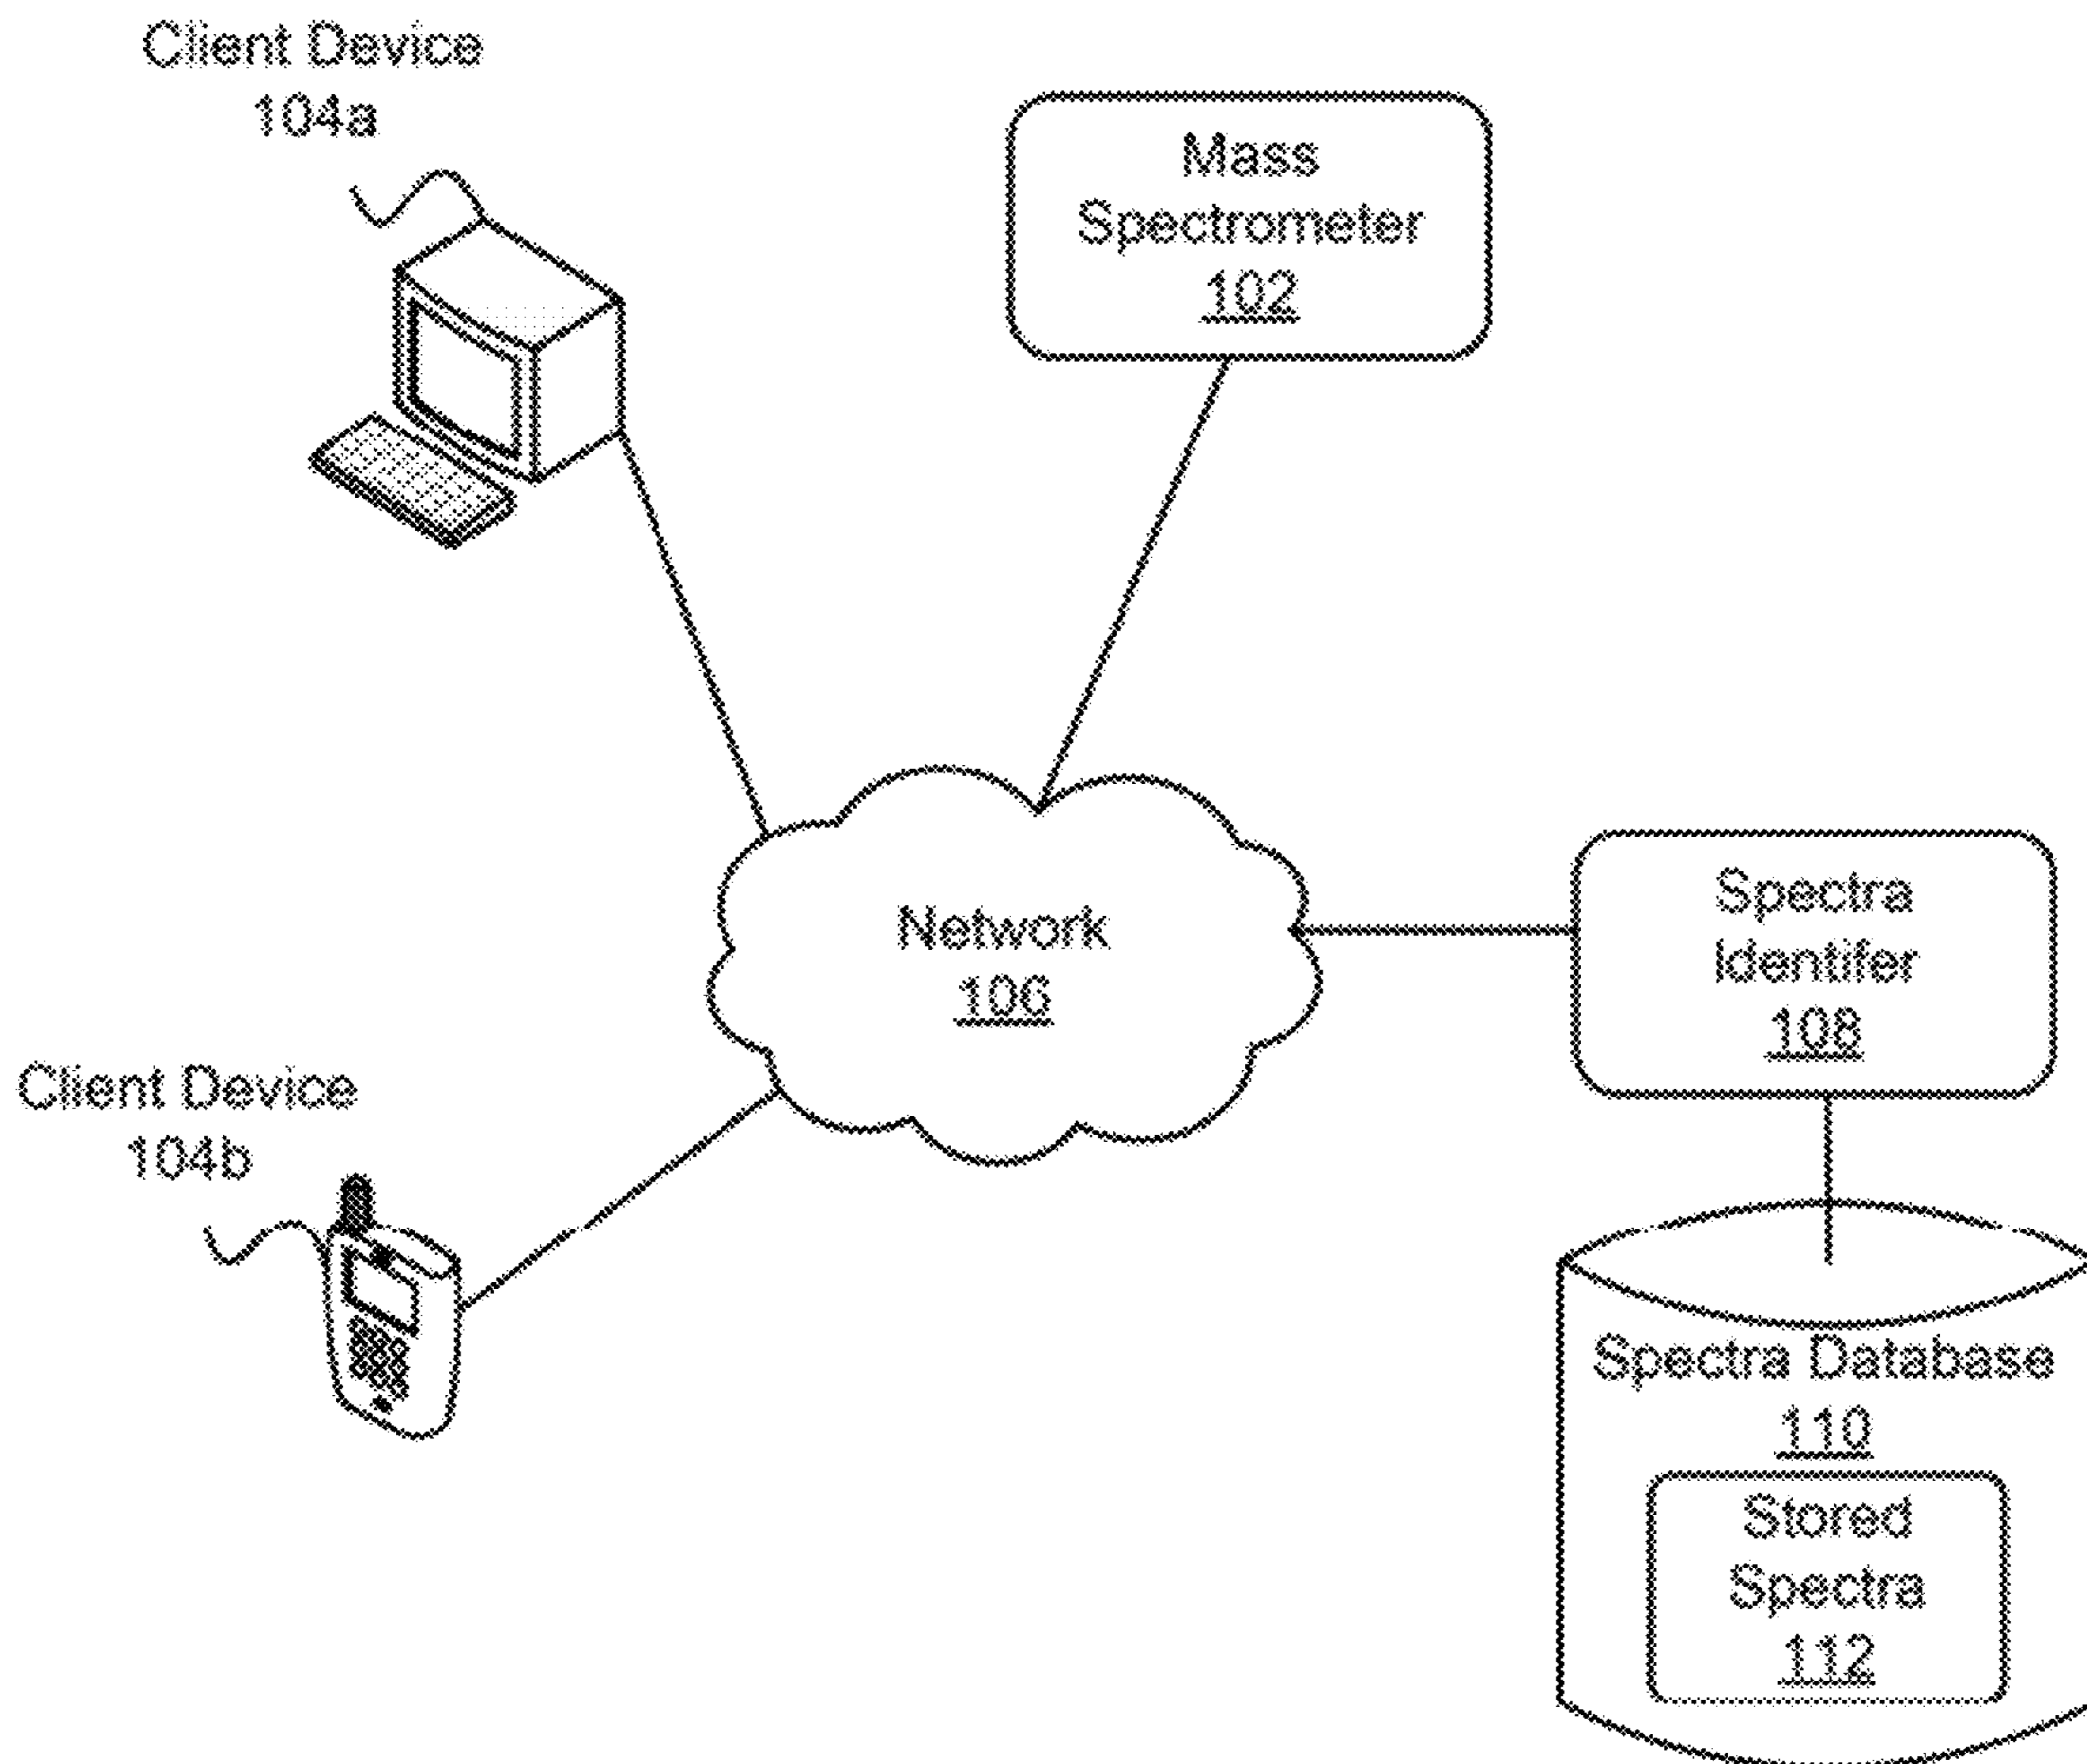 Client Device
104a
Mass
Spectrometer
102
Network
106
Spectra
Identifer
108
Client Device
104b
Spectra Database
110
Stored
Spectra
112